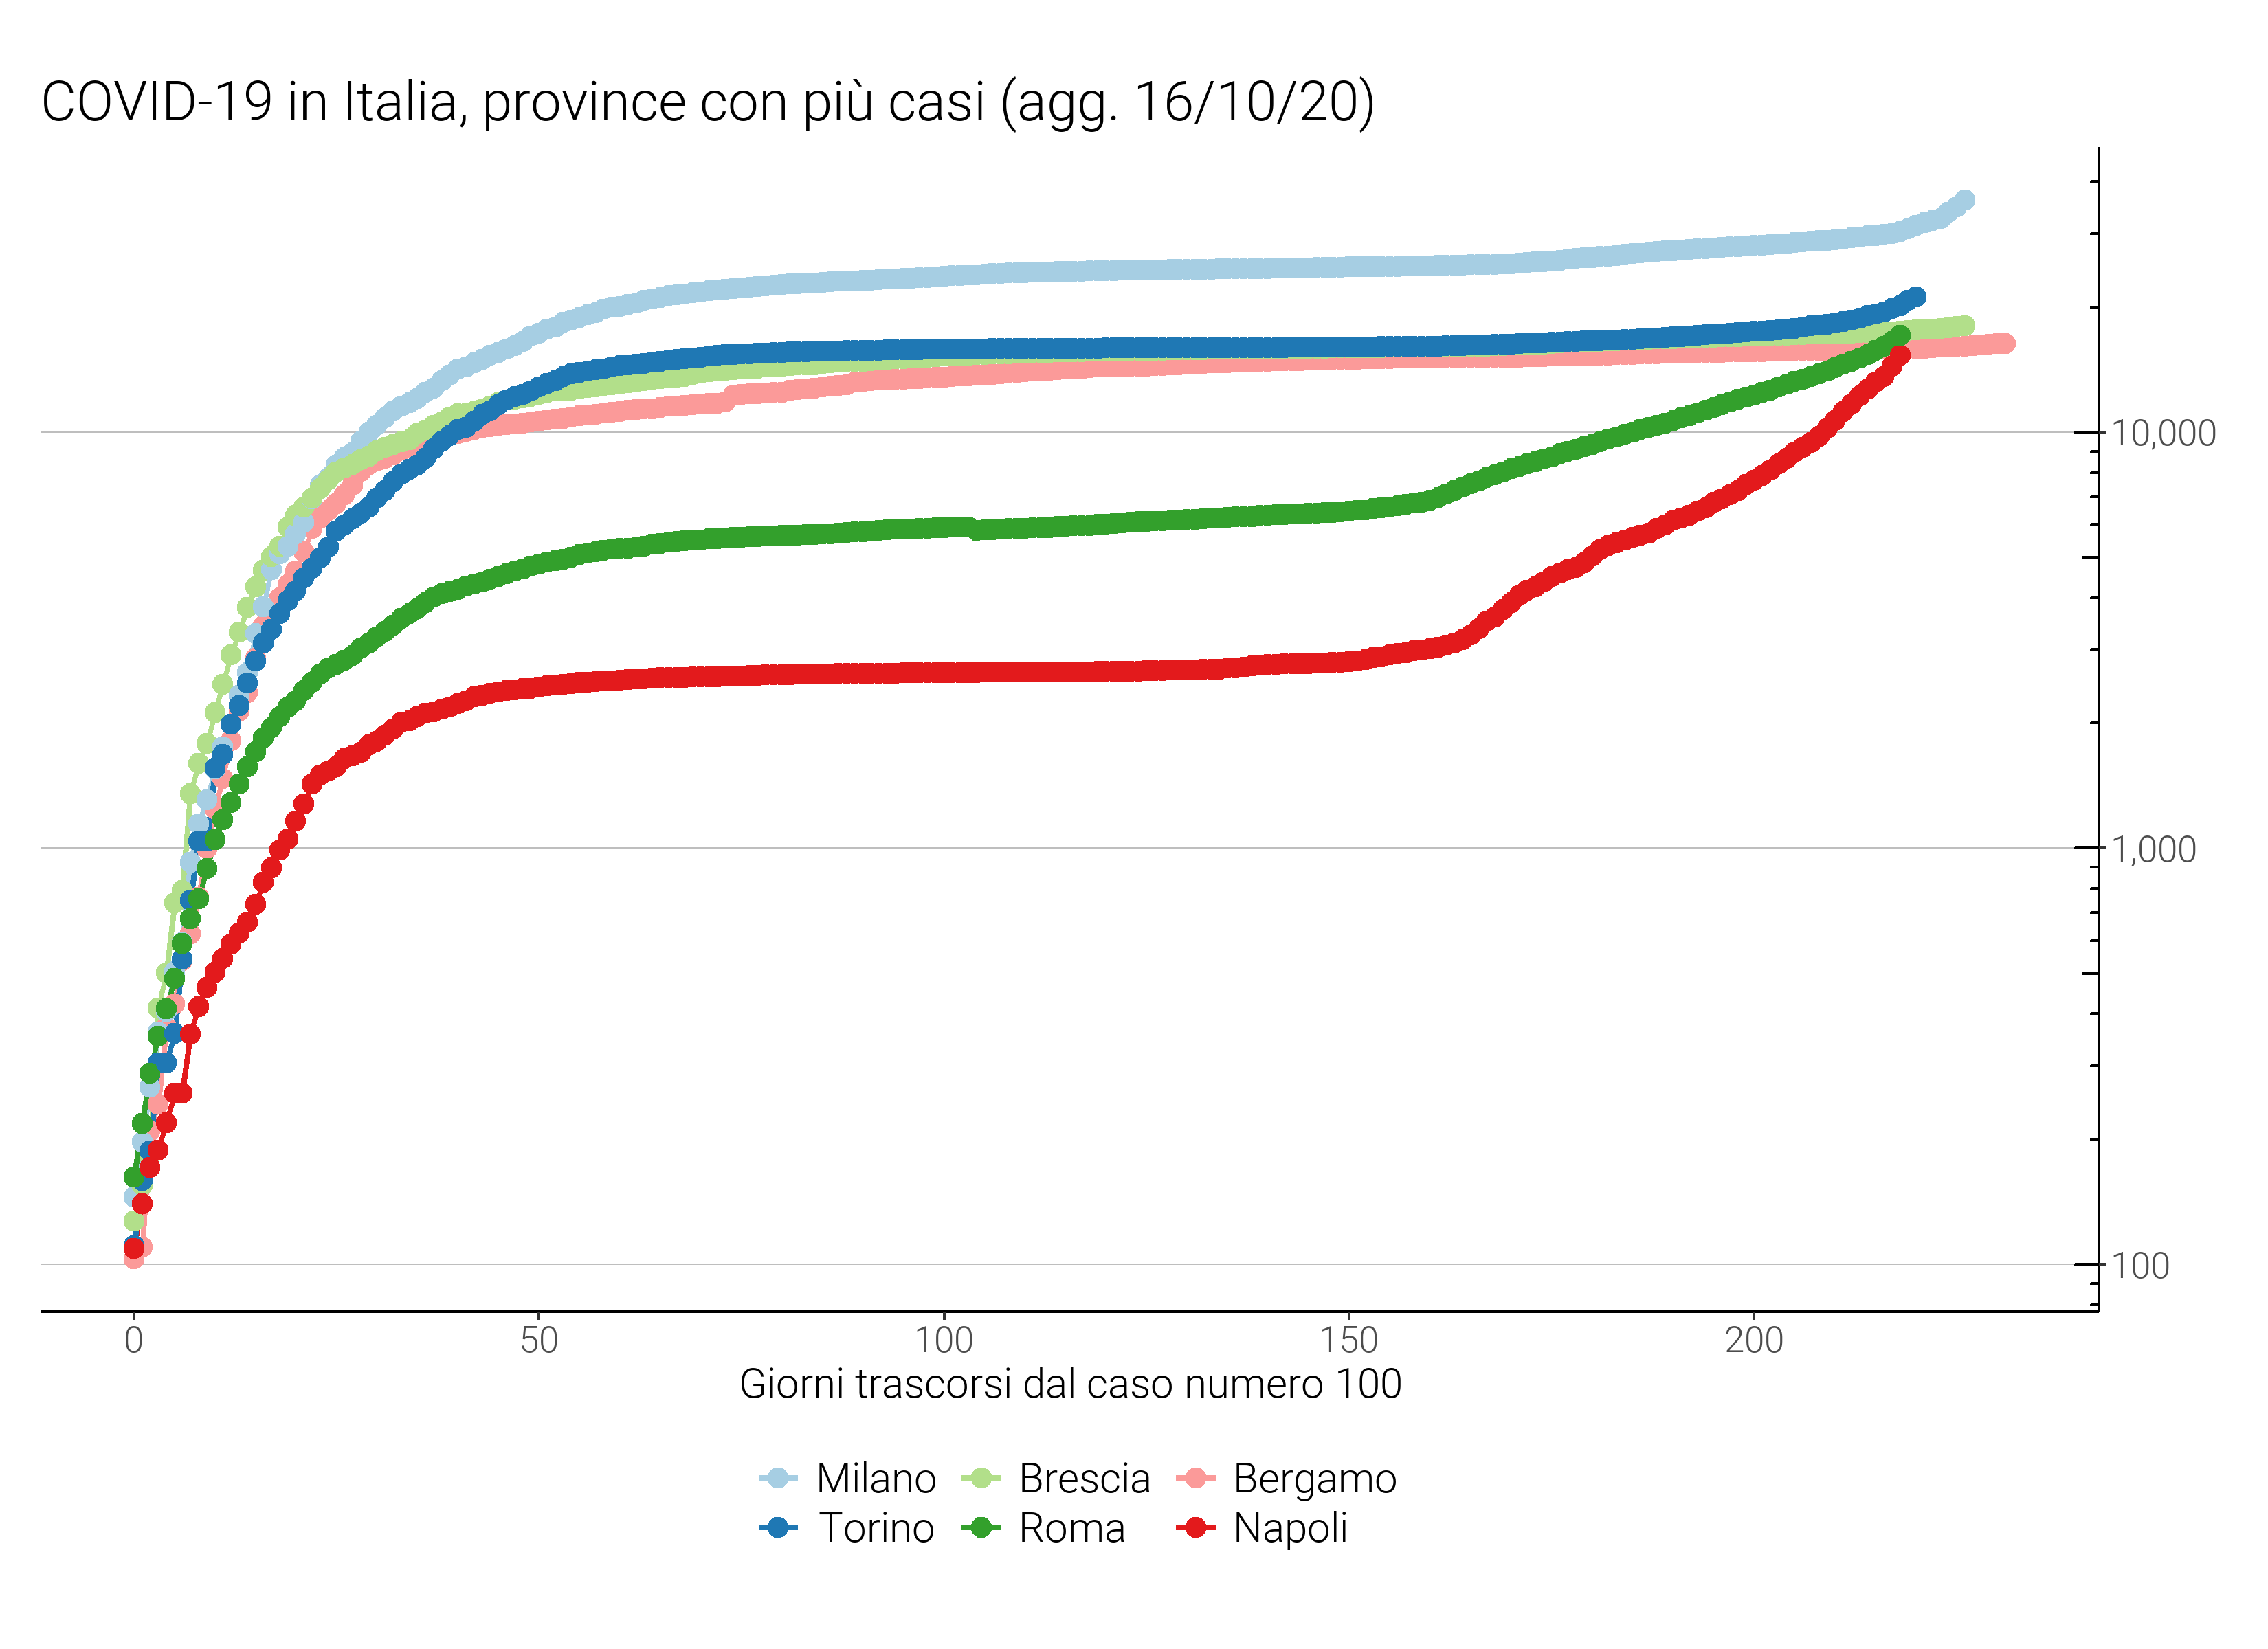 COVID-19 in Italia, province con più casi (agg. 16/10/20)
10,000
1,000
100
0 50 100 150 200
Giorni trascorsi dal caso numero 100
Milano Brescia Bergamo
Torino Roma Napoli